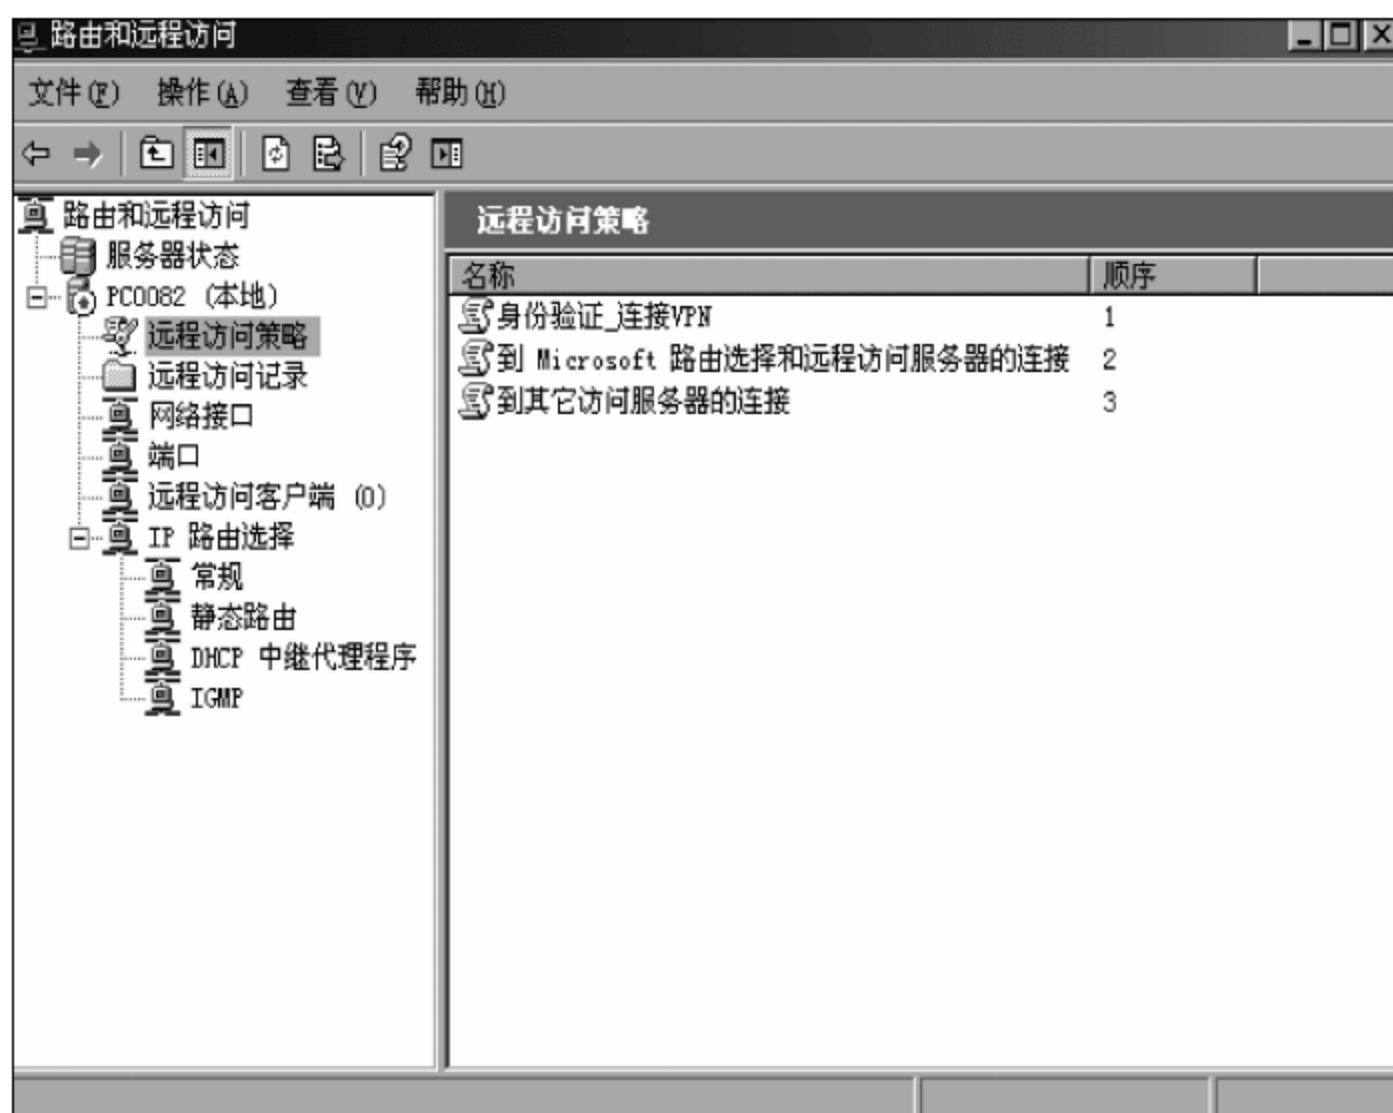 路由和远程访问
文件(F) 操作(A) 查看(V) 帮助(H)
路由和远程访问
服务器状态
PC0082 (本地)
远程访问策略
远程访问记录
网络接口
端口
远程访问客户端 (0)
IP 路由选择
常规
静态路由
DHCP 中继代理程序
IGMP
远程访问策略
名称 顺序
身份验证_连接VPN 1
到 Microsoft 路由选择和远程访问服务器的连接 2
到其它访问服务器的连接 3